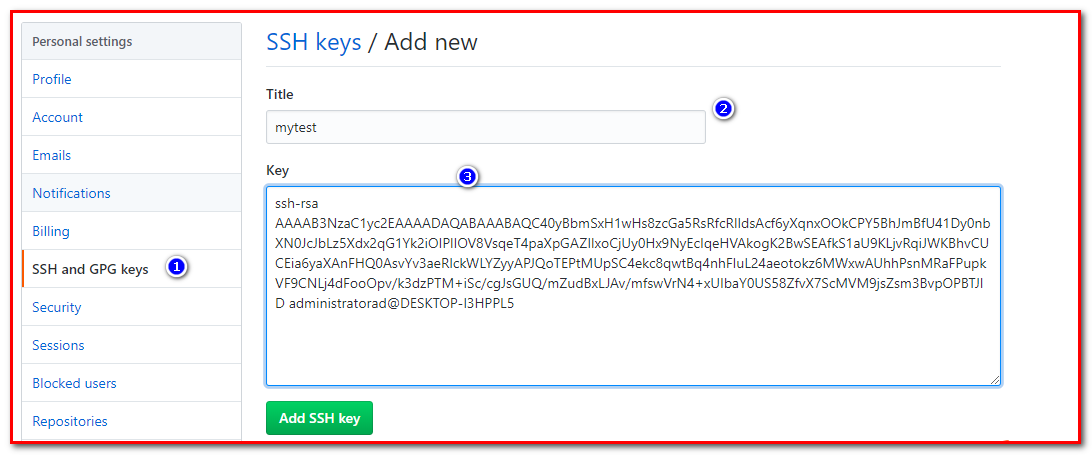 Personal settings
Profile
Account
Emails
Notifications
Billing
SSH and GPG keys
1
Security
Sessions
Blocked users
Repositories
SSH keys / Add new
Title
2
mytest
Key
3
ssh-rsa
AAAAB3NzaC1yc2EAAAADAQABAAABAQC40yBbmSxH1wHs8zcGa5RsRfcRIIdsAcf6yXqnxOOkCPY5BhJmBfU41Dy0nb
XN0JcJbLz5Xdx2qG1Yk2iOIPIIOV8VsqeT4paXpGAZIIxoCjUy0Hx9NyEcIqeHVAkogK2BwSEAfkS1aU9KLjvRqiJWKBhvCU
CEia6yaXAnFHQ0AsvYv3aeRIckWLYZyyAPJQoTEPtMUpSC4ekc8qwtBq4nhFIuL24aeotokz6MWxwAUhhPsnMRaFPupk
VF9CNLj4dFooOpv/k3dzPTM+iSc/cgJsGUQ/mZudBxLJAv/mfswVrN4+xUIbaY0US58ZfvX7ScMVM9jsZsm3BvpOPBTJI
D administratorad@DESKTOP-I3HPPL5
Add SSH key